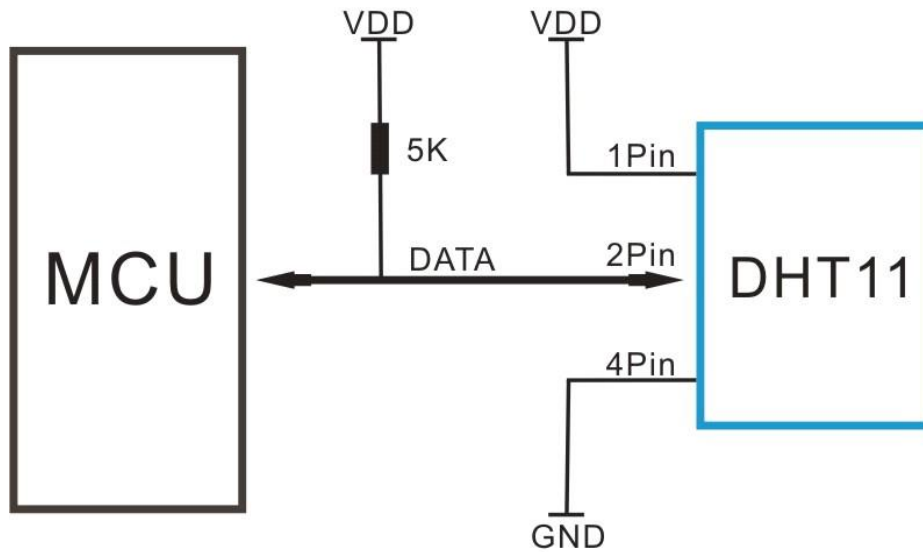 VDD
VDD
5K
1Pin
MCU
DATA
2Pin
DHT11
4Pin
GND